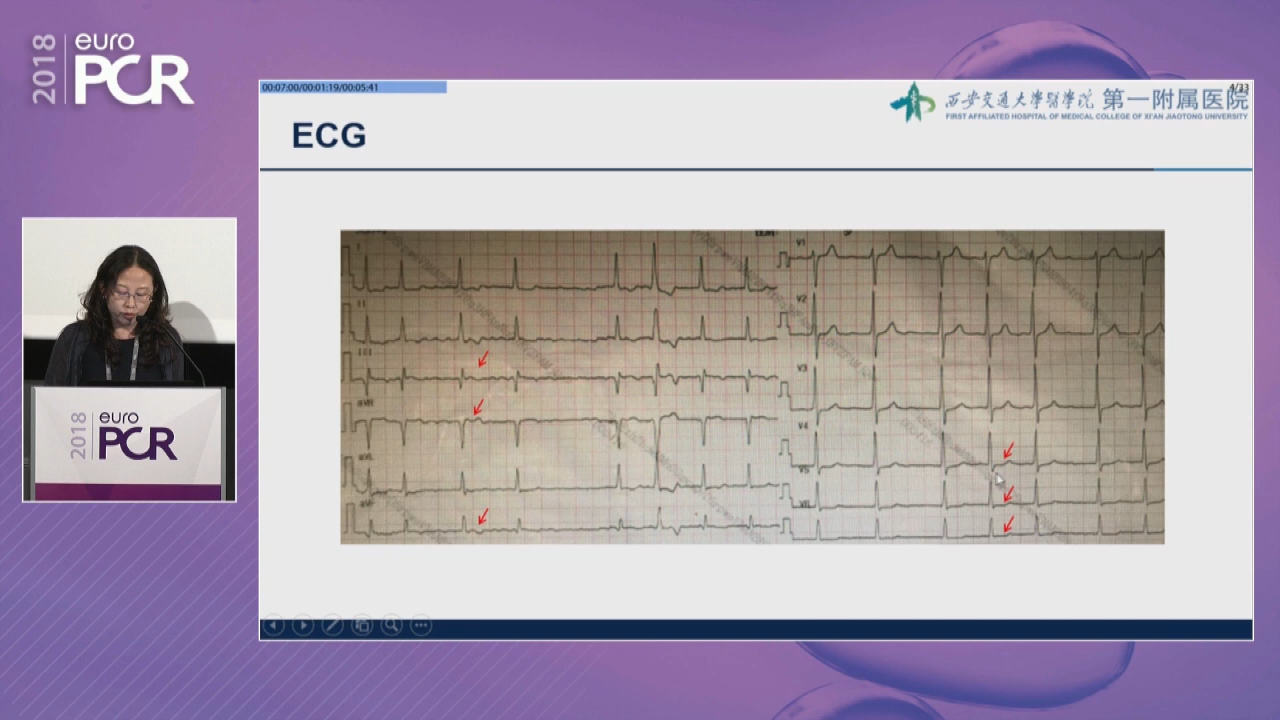 2018
euro
PCR
00:07:00/00:01:19/00:05:41
4/33
西安交通大學醫學院 第一附属医院
FIRST AFFILIATED HOSPITAL OF MEDICAL COLLEGE OF XI'AN JIAOTONG UNIVERSITY
ECG
I
II
III
aVR
aVL
V1
V2
V3
V4
V5
2018
euro
PCR